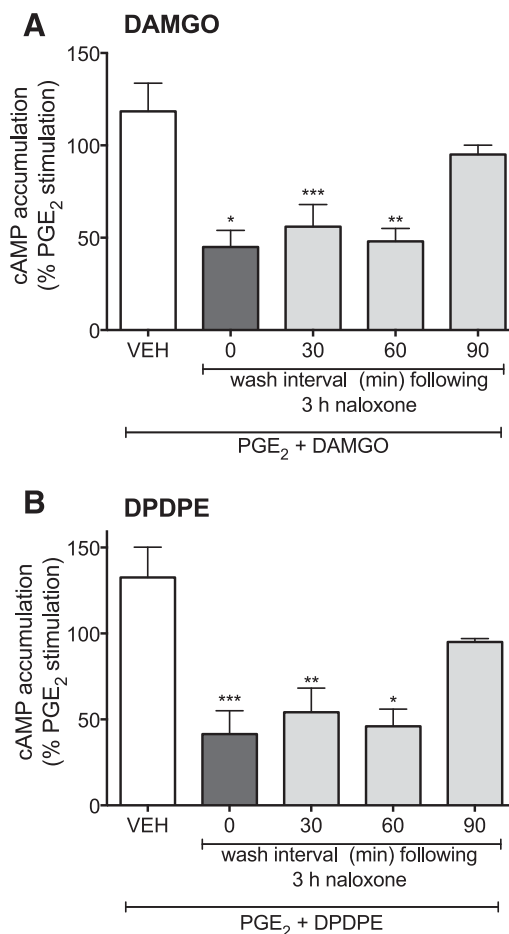 A DAMGO
cAMP accumulation
(% PGE2 stimulation)
150
100
50
0
*
***
**
VEH 0 30 60 90
wash interval (min) following
3 h naloxone
PGE2 + DAMGO
B DPDPE
cAMP accumulation
(% PGE2 stimulation)
150
100
50
0
***
**
*
VEH 0 30 60 90
wash interval (min) following
3 h naloxone
PGE2 + DPDPE